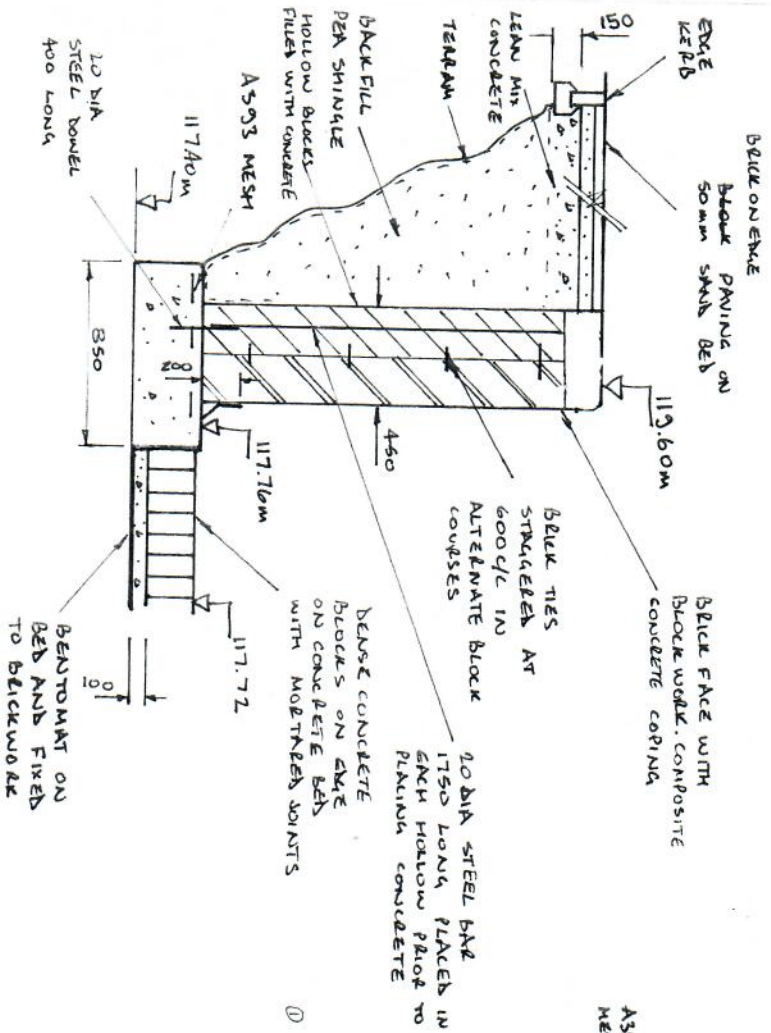 BRICK ON EDGE
BLOCK PAVING ON
50MM SAND BED
EDGE
KERB
150
LEAN MIX
CONCRETE
TERRAM
BACKFILL
PEA SHINGLE
HOLLOW BLOCKS
FILLED WITH CONCRETE
A393 MESH
117.40m
20 DIA
STEEL DOWEL
400 LONG
119.60m
BRICK FACE WITH
BLOCKWORK. COMPOSITE
CONCRETE COPING
BRICK TIES
STAGGERED AT
600 C/C IN
ALTERNATE BLOCK
COURSES
450
20 DIA STEEL BAR
1750 LONG PLACED IN
EACH HOLLOW PRIOR TO
PLACING CONCRETE
200
117.76m
850
117.72
DENSE CONCRETE
BLOCKS ON EDGE
ON CONCRETE BED
WITH MORTARED JOINTS
100
BENTOMAT ON
BED AND FIXED
TO BRICKWORK
A3
ME
1